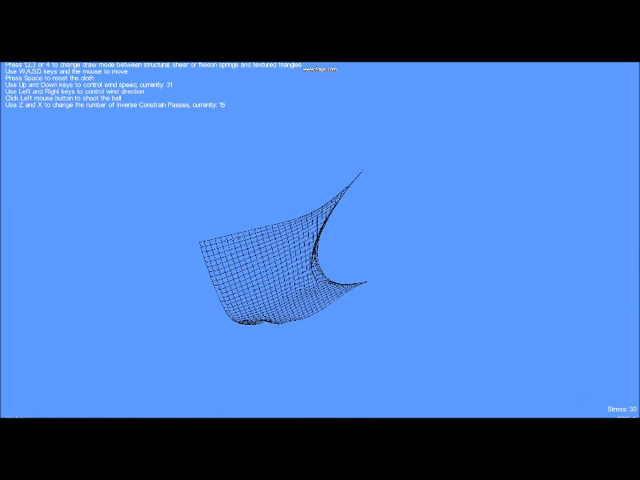 Press 1,2,3 or 4 to change draw mode between structural, shear or flexion springs and textured triangles
www.fraps.com
Use W,A,S,D keys and the mouse to move
Press Space to reset the cloth
Use Up and Down keys to control wind speed, currently: 31
Use Left and Right keys to control wind direction
Click Left mouse button to shoot the ball
Use Z and X to change the number of Inverse Constrain Passes, currently: 15
Stress: 30